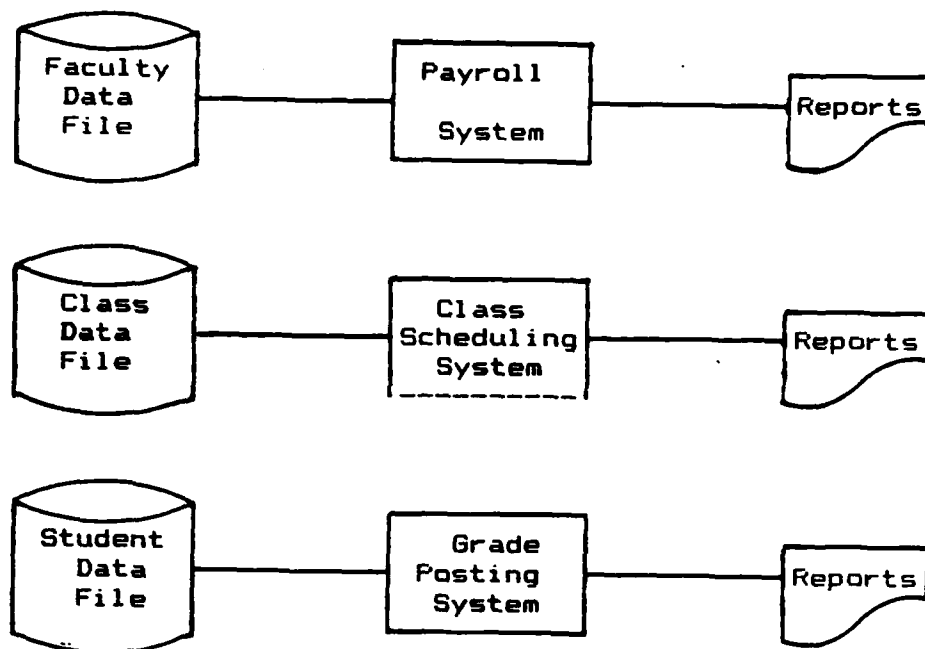 Faculty
Data
File
Payroll
System
Reports
Class
Data
File
Class
Scheduling
System
Reports
Student
Data
File
Grade
Posting
System
Reports